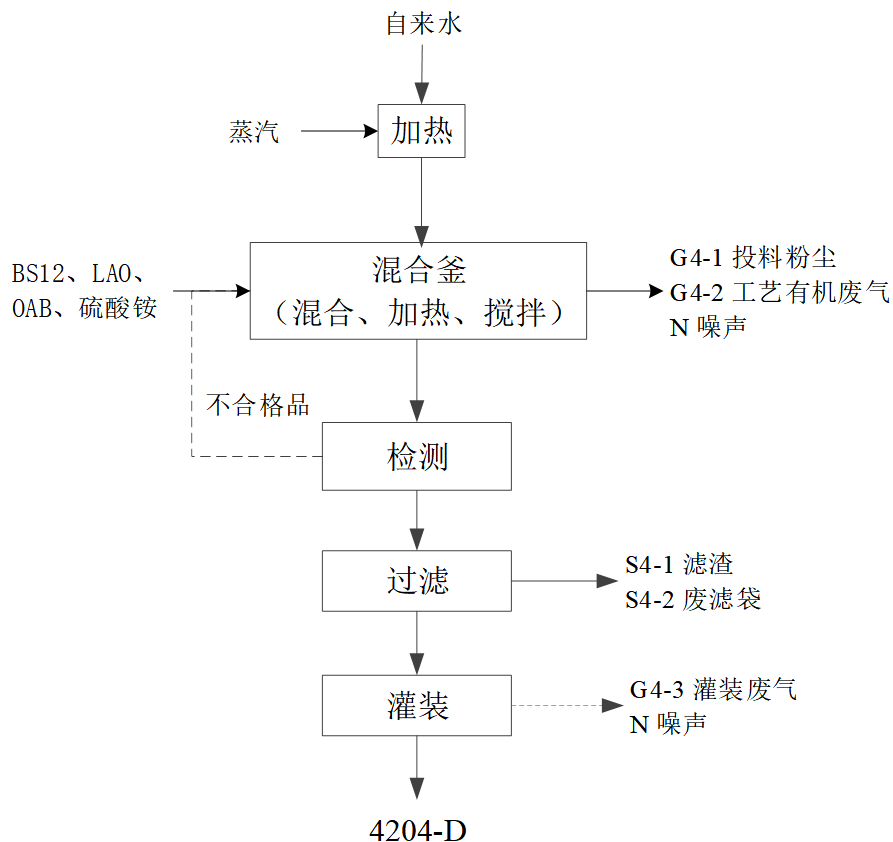 自来水
蒸汽
加热
BS12、LAO、
OAB、硫酸铵
混合釜
（混合、加热、搅拌）
G4-1 投料粉尘
G4-2 工艺有机废气
N 噪声
不合格品
检测
过滤
S4-1 滤渣
S4-2 废滤袋
灌装
G4-3 灌装废气
N 噪声
4204-D